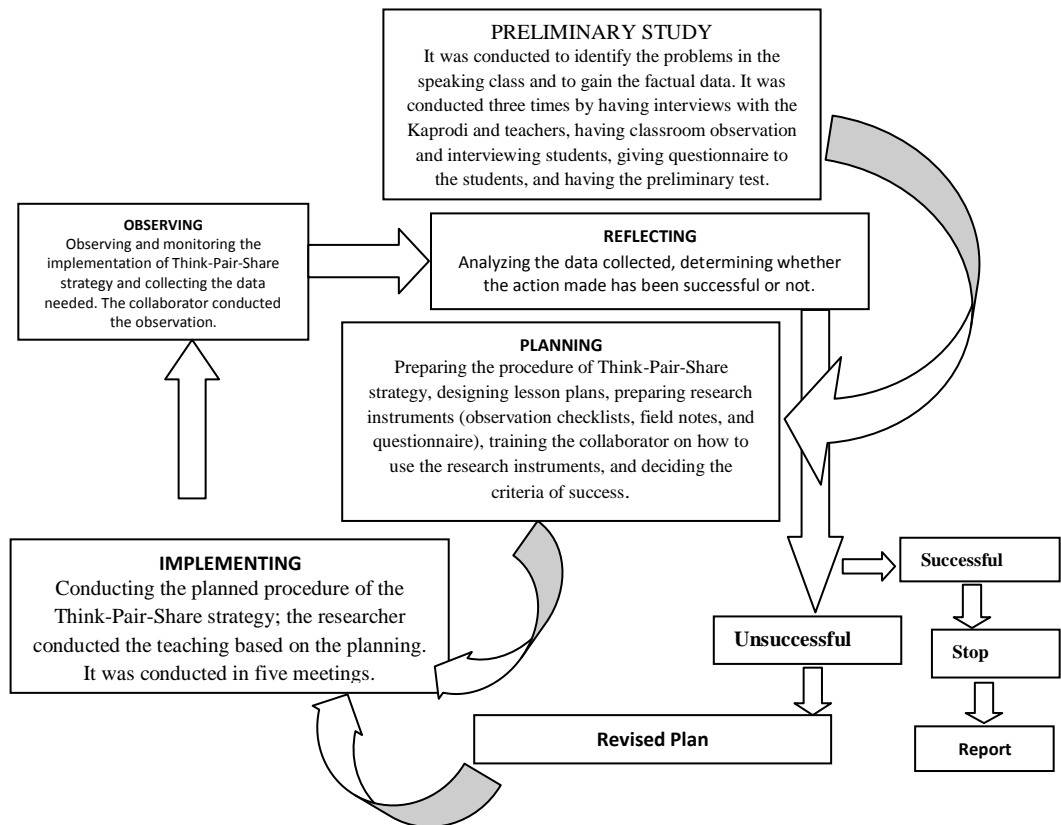 PRELIMINARY STUDY
It was conducted to identify the problems in the
speaking class and to gain the factual data. It was
conducted three times by having interviews with the
Kaprodi and teachers, having classroom observation
and interviewing students, giving questionnaire to
the students, and having the preliminary test.
OBSERVING
Observing and monitoring the
implementation of Think-Pair-Share
strategy and collecting the data
needed. The collaborator conducted
the observation.
REFLECTING
Analyzing the data collected, determining whether
the action made has been successful or not.
PLANNING
Preparing the procedure of Think-Pair-Share
strategy, designing lesson plans, preparing research
instruments (observation checklists, field notes, and
questionnaire), training the collaborator on how to
use the research instruments, and deciding the
criteria of success.
IMPLEMENTING
Conducting the planned procedure of the
Think-Pair-Share strategy; the researcher
conducted the teaching based on the planning.
It was conducted in five meetings.
Successful
Unsuccessful
Stop
Revised Plan
Report